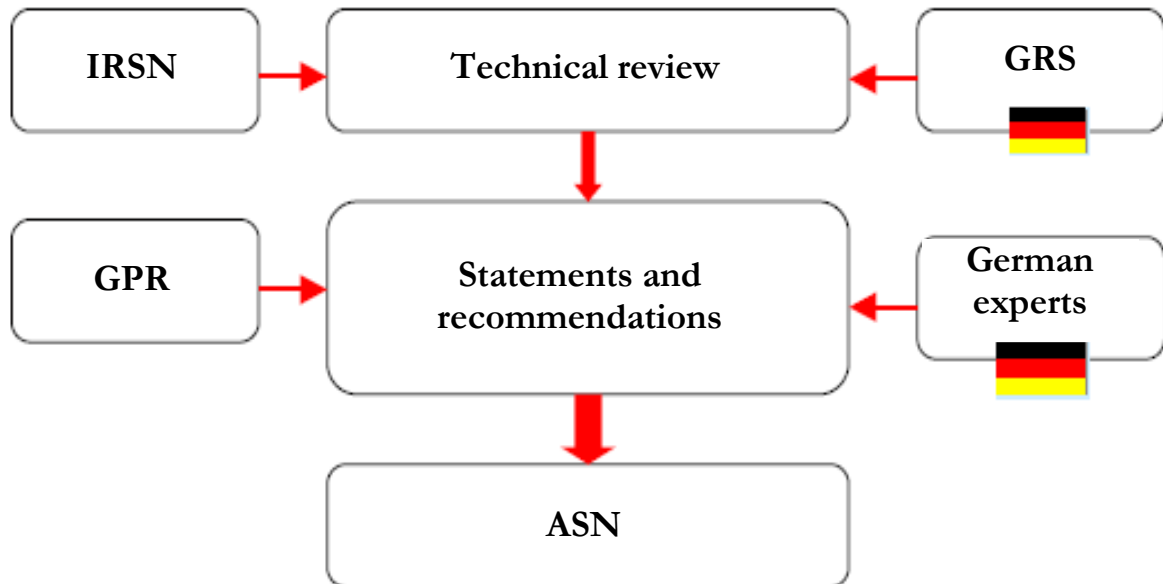 IRSN
Technical review
GRS
GPR
Statements and
recommendations
German
experts
ASN